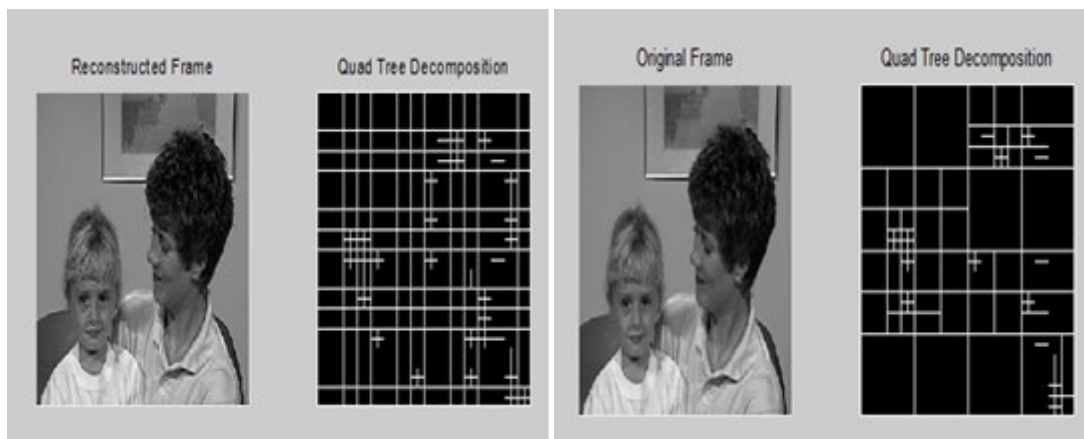 Reconstructed Frame
Quad Tree Decomposition
Original Frame
Quad Tree Decomposition